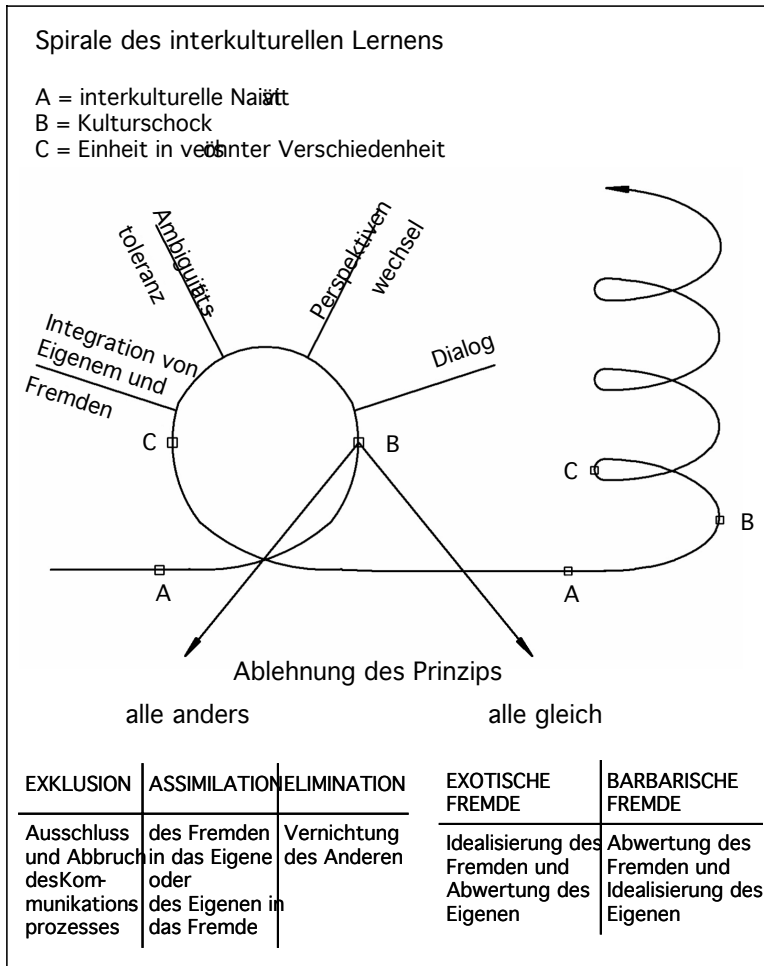 Spirale des interkulturellen Lernens
A = interkulturelle Naivität
B = Kulturschock
C = Einheit in versöhnter Verschiedenheit
Ambiguitäts
toleranz
Perspektiven
wechsel
Integration von
Eigenem und
Fremden
Dialog
C
B
C
B
A
A
Ablehnung des Prinzips
alle anders
alle gleich
EXKLUSION
Ausschluss
und Abbruch
des Kom-
munikations
prozesses
ASSIMILATION
des Fremden
in das Eigene
oder
des Eigenen in
das Fremde
ELIMINATION
Vernichtung
des Anderen
EXOTISCHE
FREMDE
Idealisierung des
Fremden und
Abwertung des
Eigenen
BARBARISCHE
FREMDE
Abwertung des
Fremden und
Idealisierung des
Eigenen